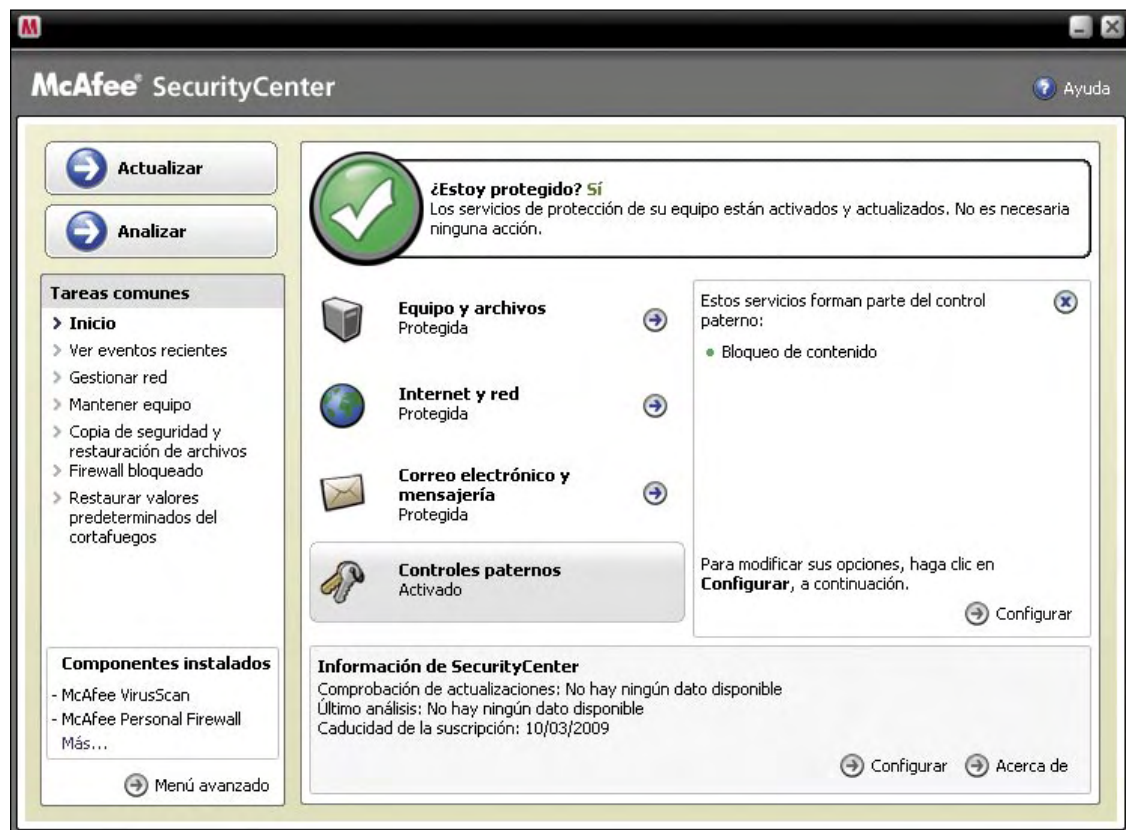 McAfee® SecurityCenter
Ayuda
Actualizar
Analizar
Tareas comunes
Inicio
Ver eventos recientes
Gestionar red
Mantener equipo
Copia de seguridad y
restauración de archivos
Firewall bloqueado
Restaurar valores
predeterminados del
cortafuegos
Componentes instalados
- McAfee VirusScan
- McAfee Personal Firewall
Más...
Menú avanzado
¿Estoy protegido? Sí
Los servicios de protección de su equipo están activados y actualizados. No es necesaria
ninguna acción.
Equipo y archivos
Protegida
Internet y red
Protegida
Correo electrónico y
mensajería
Protegida
Controles paternos
Activado
Estos servicios forman parte del control
paterno:
• Bloqueo de contenido
Para modificar sus opciones, haga clic en
Configurar, a continuación.
Configurar
Información de SecurityCenter
Comprobación de actualizaciones: No hay ningún dato disponible
Último análisis: No hay ningún dato disponible
Caducidad de la suscripción: 10/03/2009
Configurar
Acerca de